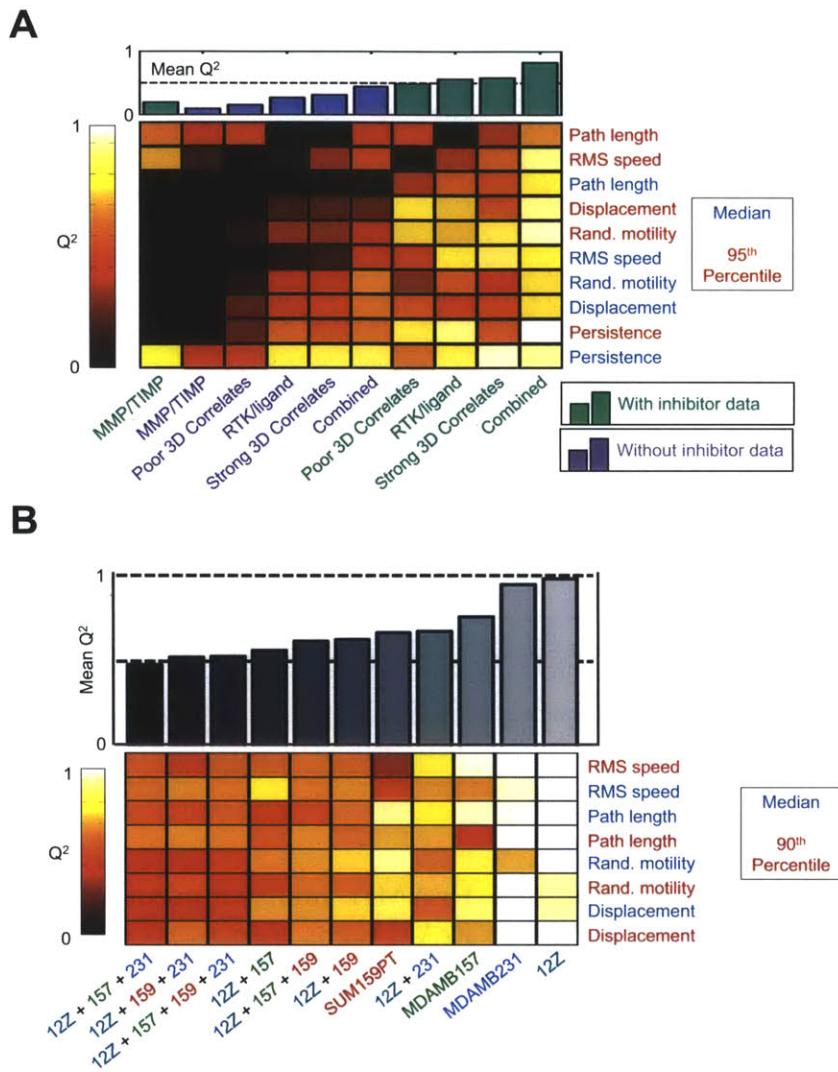 A
1
Mean Q²
0
1
Q²
0
Path length
RMS speed
Path length
Displacement
Rand. motility
RMS speed
Rand. motility
Displacement
Persistence
Persistence
Median
95th
Percentile
MMP/TIMP
MMP/TIMP
Poor 3D Correlates
RTK/ligand
Strong 3D Correlates
Combined
Poor 3D Correlates
RTK/ligand
Strong 3D Correlates
Combined
With inhibitor data
Without inhibitor data
B
1
Mean Q²
0
1
Q²
0
RMS speed
RMS speed
Path length
Path length
Rand. motility
Rand. motility
Displacement
Displacement
Median
90th
Percentile
12Z + 157 + 231
12Z + 159 + 231
12Z + 157 + 159 + 231
12Z + 157
12Z + 157 + 159
12Z + 159
SUM159PT
12Z + 231
MDAMB157
MDAMB231
12Z